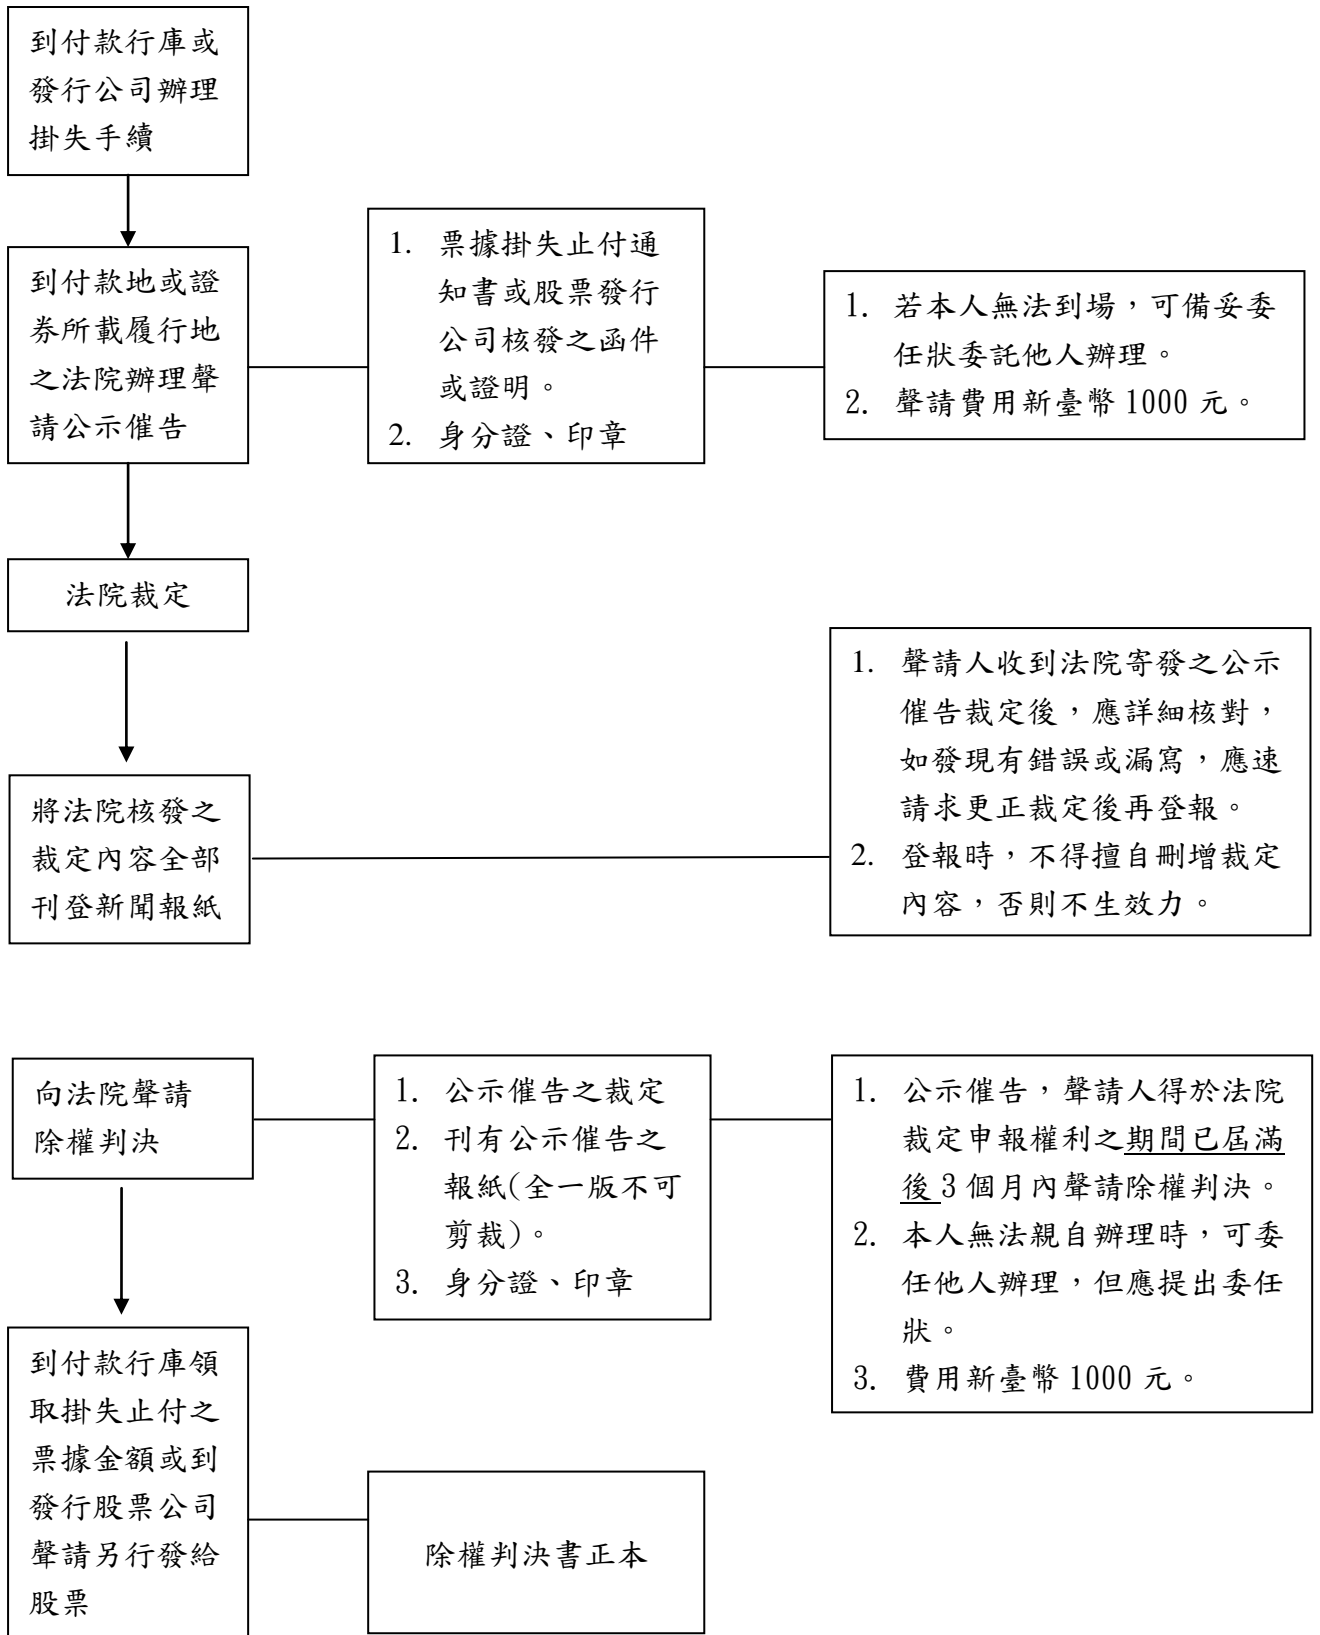 到付款行庫或
發行公司辦理
掛失手續
到付款地或證
券所載履行地
之法院辦理聲
請公示催告
1. 票據掛失止付通
知書或股票發行
公司核發之函件
或證明。
2. 身分證、印章
1. 若本人無法到場，可備妥委
任狀委託他人辦理。
2. 聲請費用新臺幣 1000 元。
法院裁定
將法院核發之
裁定內容全部
刊登新聞報紙
1. 聲請人收到法院寄發之公示
催告裁定後，應詳細核對，
如發現有錯誤或漏寫，應速
請求更正裁定後再登報。
2. 登報時，不得擅自刪增裁定
內容，否則不生效力。
向法院聲請
除權判決
1. 公示催告之裁定
2. 刊有公示催告之
報紙(全一版不可
剪裁)。
3. 身分證、印章
1. 公示催告，聲請人得於法院
裁定申報權利之期間已屆滿
後 3 個月內聲請除權判決。
2. 本人無法親自辦理時，可委
任他人辦理，但應提出委任
狀。
3. 費用新臺幣 1000 元。
到付款行庫領
取掛失止付之
票據金額或到
發行股票公司
聲請另行發給
股票
除權判決書正本